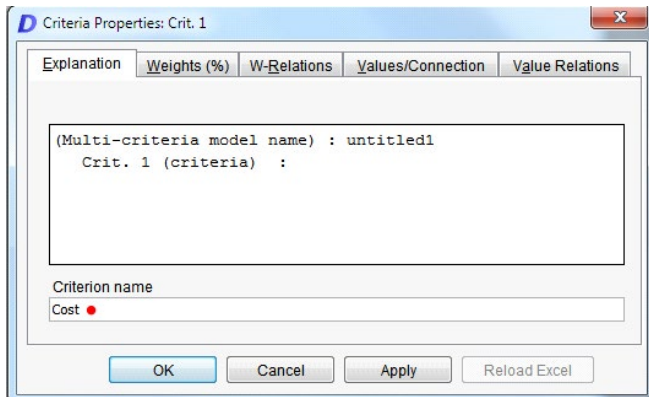 D Criteria Properties: Crit. 1
x
Explanation Weights (%) W-Relations Values/Connection Value Relations
(Multi-criteria model name) : untitled1
Crit. 1 (criteria) :
Criterion name
Cost
OK Cancel Apply Reload Excel